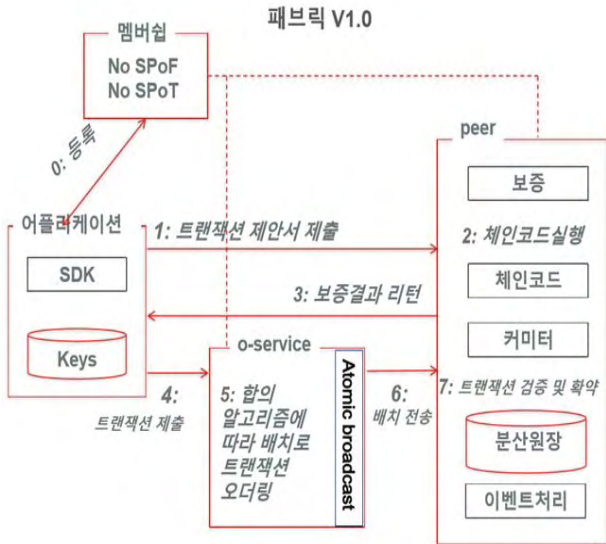 패브릭 V1.0
멤버쉽
No SPoF
No SPoT
0: 등록
peer
보증
어플리케이션
1: 트랜잭션 제안서 제출
2: 체인코드실행
SDK
체인코드
3: 보증결과 리턴
Keys
커미터
o-service
4:
트랜잭션 제출
5: 합의
알고리즘에
따라 배치로
트랜잭션
오더링
Atomic broadcast
6:
배치 전송
7: 트랜잭션 검증 및 확약
분산원장
이벤트처리